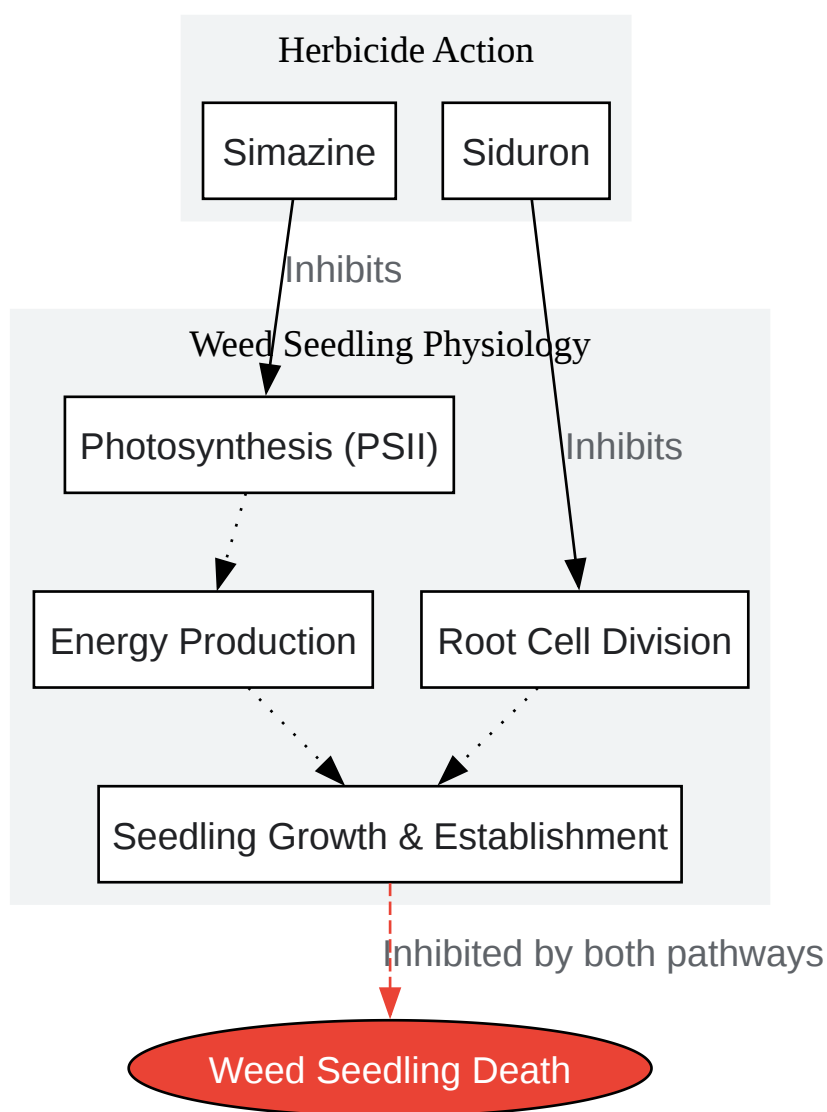 Herbicide Action
Simazine
Siduron
Inhibits
Weed Seedling Physiology
Photosynthesis (PSII)
Inhibits
Energy Production
Root Cell Division
Seedling Growth & Establishment
Inhibited by both pathways
Weed Seedling Death